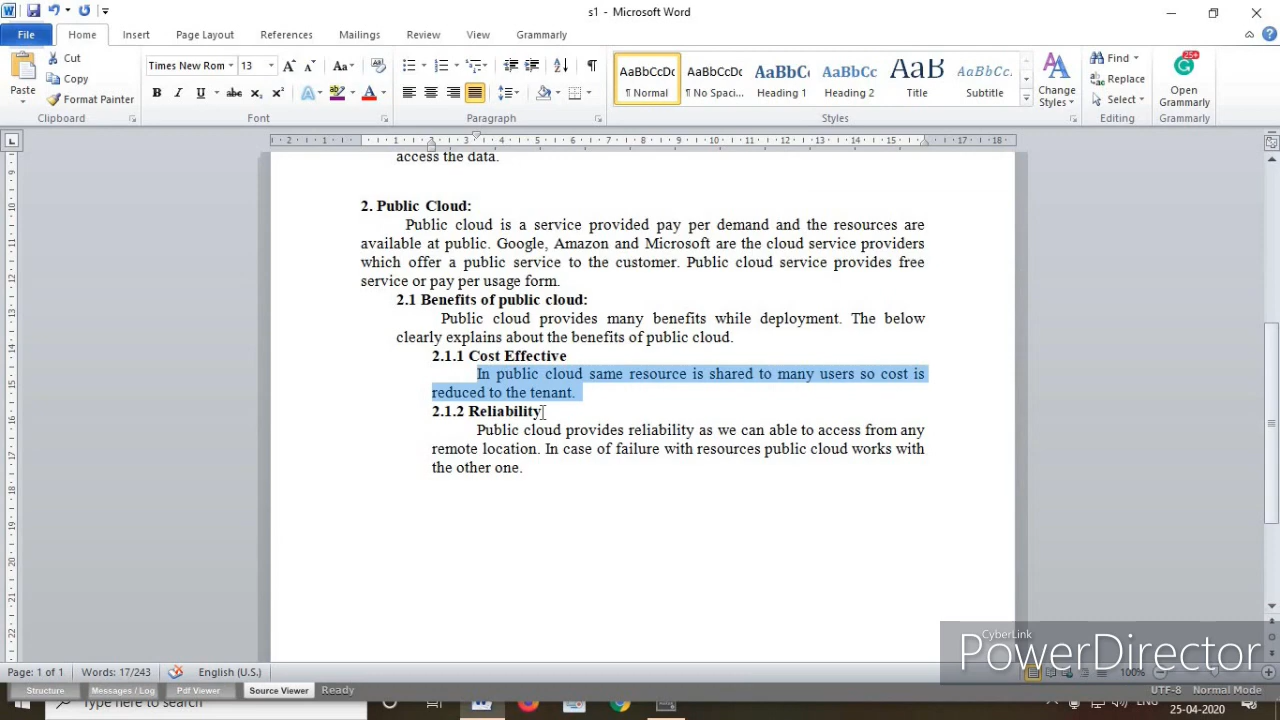 s1 - Microsoft Word
File Home Insert Page Layout References Mailings Review View Grammarly
Paste Cut Copy Format Painter
Clipboard
Times New Rom 13
Font
Paragraph
AaBbCcDc AaBbCcDc AaBbC AaBbCc AaB AaBbCc.
¶ Normal ¶ No Spaci... Heading 1 Heading 2 Title Subtitle
Styles
Change Styles
Find Replace Select
Editing
25+
Open Grammarly
Grammarly
access the data.
2. Public Cloud:
Public cloud is a service provided pay per demand and the resources are
available at public. Google, Amazon and Microsoft are the cloud service providers
which offer a public service to the customer. Public cloud service provides free
service or pay per usage form.
2.1 Benefits of public cloud:
Public cloud provides many benefits while deployment. The below
clearly explains about the benefits of public cloud.
2.1.1 Cost Effective
In public cloud same resource is shared to many users so cost is
reduced to the tenant.
2.1.2 Reliability
Public cloud provides reliability as we can able to access from any
remote location. In case of failure with resources public cloud works with
the other one.
CyberLink
PowerDirector
Page: 1 of 1 Words: 17/243 English (U.S.) 100%
Structure Messages / Log Pdf Viewer Source Viewer Ready UTF-8 Normal Mode
Type here to search
25-04-2020